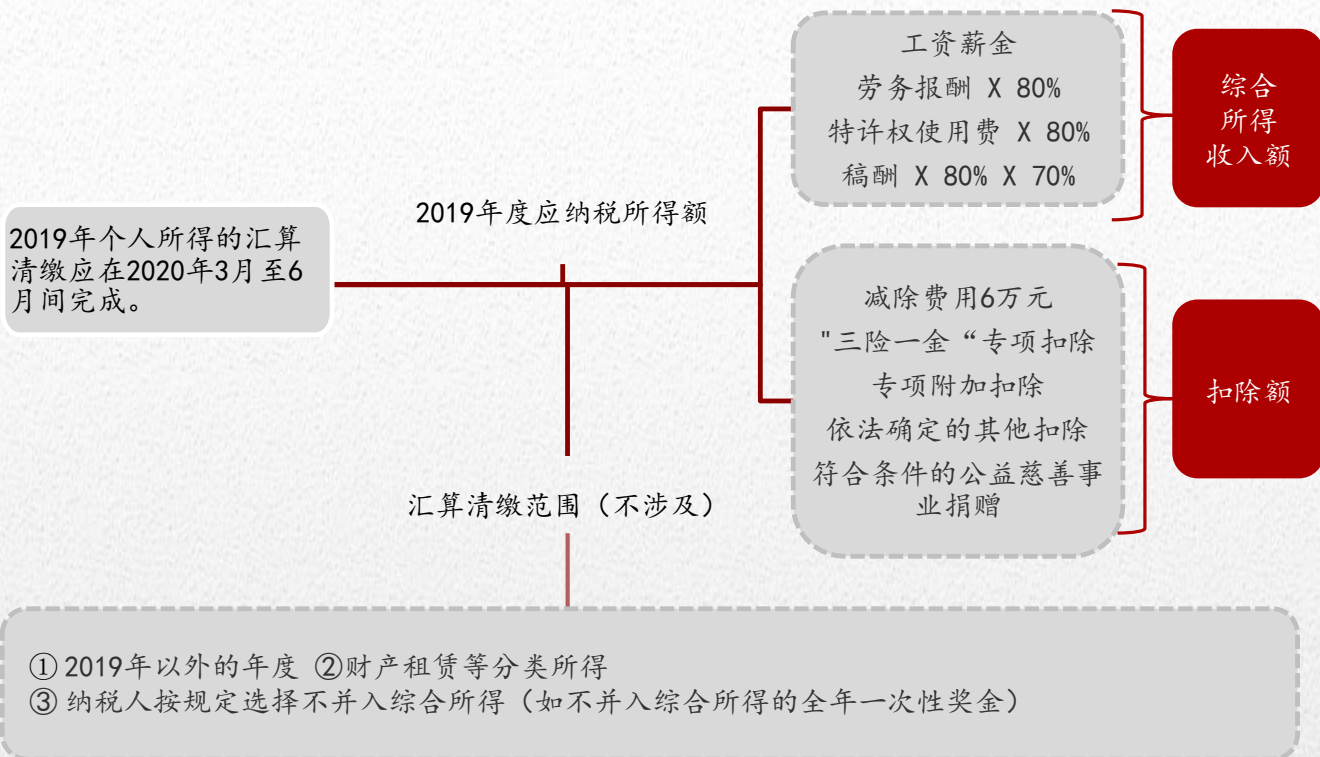 2019年个人所得的汇算
清缴应在2020年3月至6
月间完成。
2019年度应纳税所得额
工资薪金
劳务报酬 X 80%
特许权使用费 X 80%
稿酬 X 80% X 70%
综合
所得
收入额
减除费用6万元
"三险一金“专项扣除
专项附加扣除
依法确定的其他扣除
符合条件的公益慈善事
业捐赠
扣除额
汇算清缴范围（不涉及）
① 2019年以外的年度 ②财产租赁等分类所得
③ 纳税人按规定选择不并入综合所得（如不并入综合所得的全年一次性奖金）